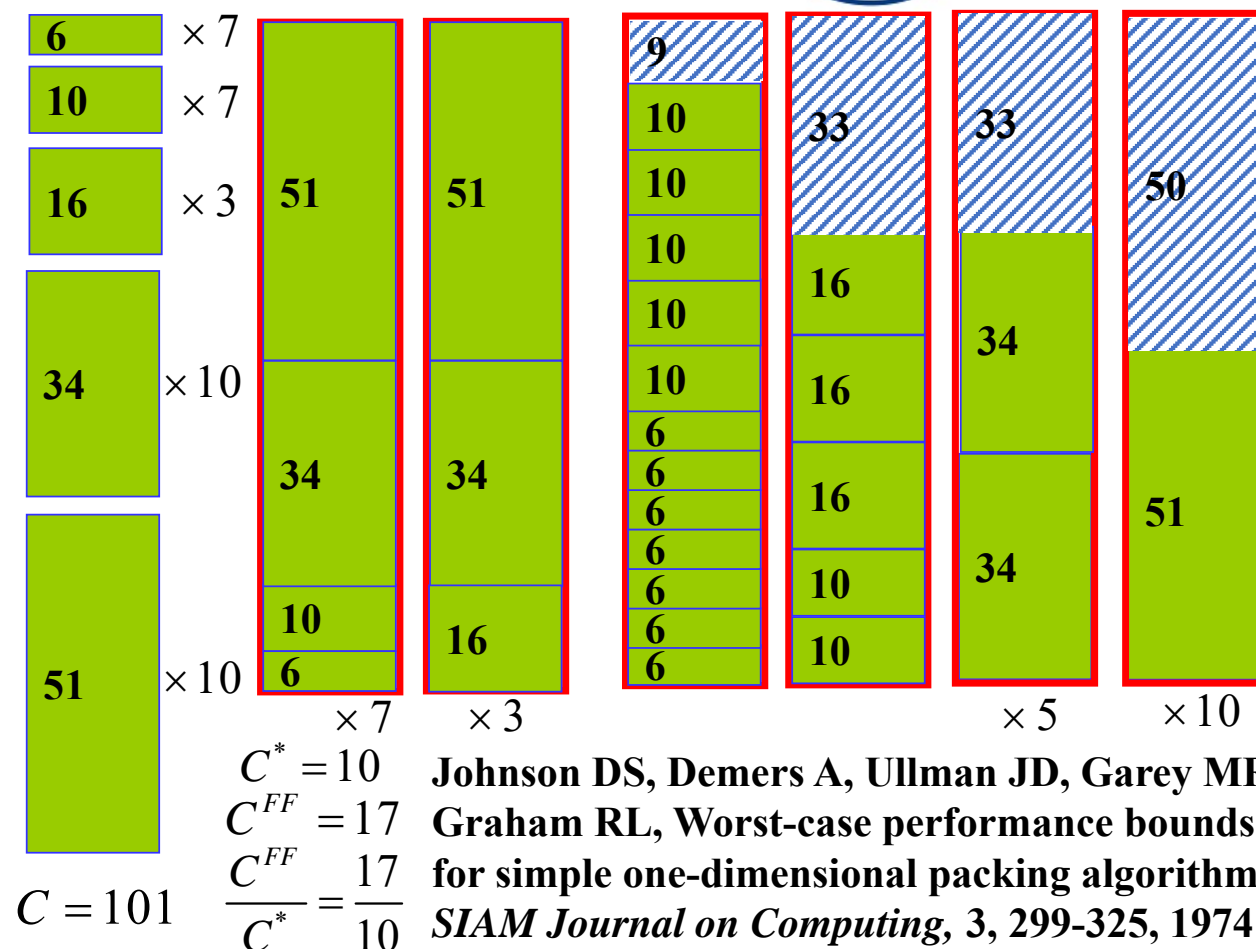 6 × 7
10 × 7
16 × 3
34 × 10
51 × 10
C = 101
51
34
10
6
× 7
51
34
16
× 3
9
10
10
10
10
10
6
6
6
6
6
6
6
33
16
16
16
10
10
33
34
34
× 5
50
51
×10
C* = 10
C^FF = 17
C^FF / C* = 17 / 10
Johnson DS, Demers A, Ullman JD, Garey
Graham RL, Worst-case performance bounds
for simple one-dimensional packing algorithm
SIAM Journal on Computing, 3, 299-325, 1974